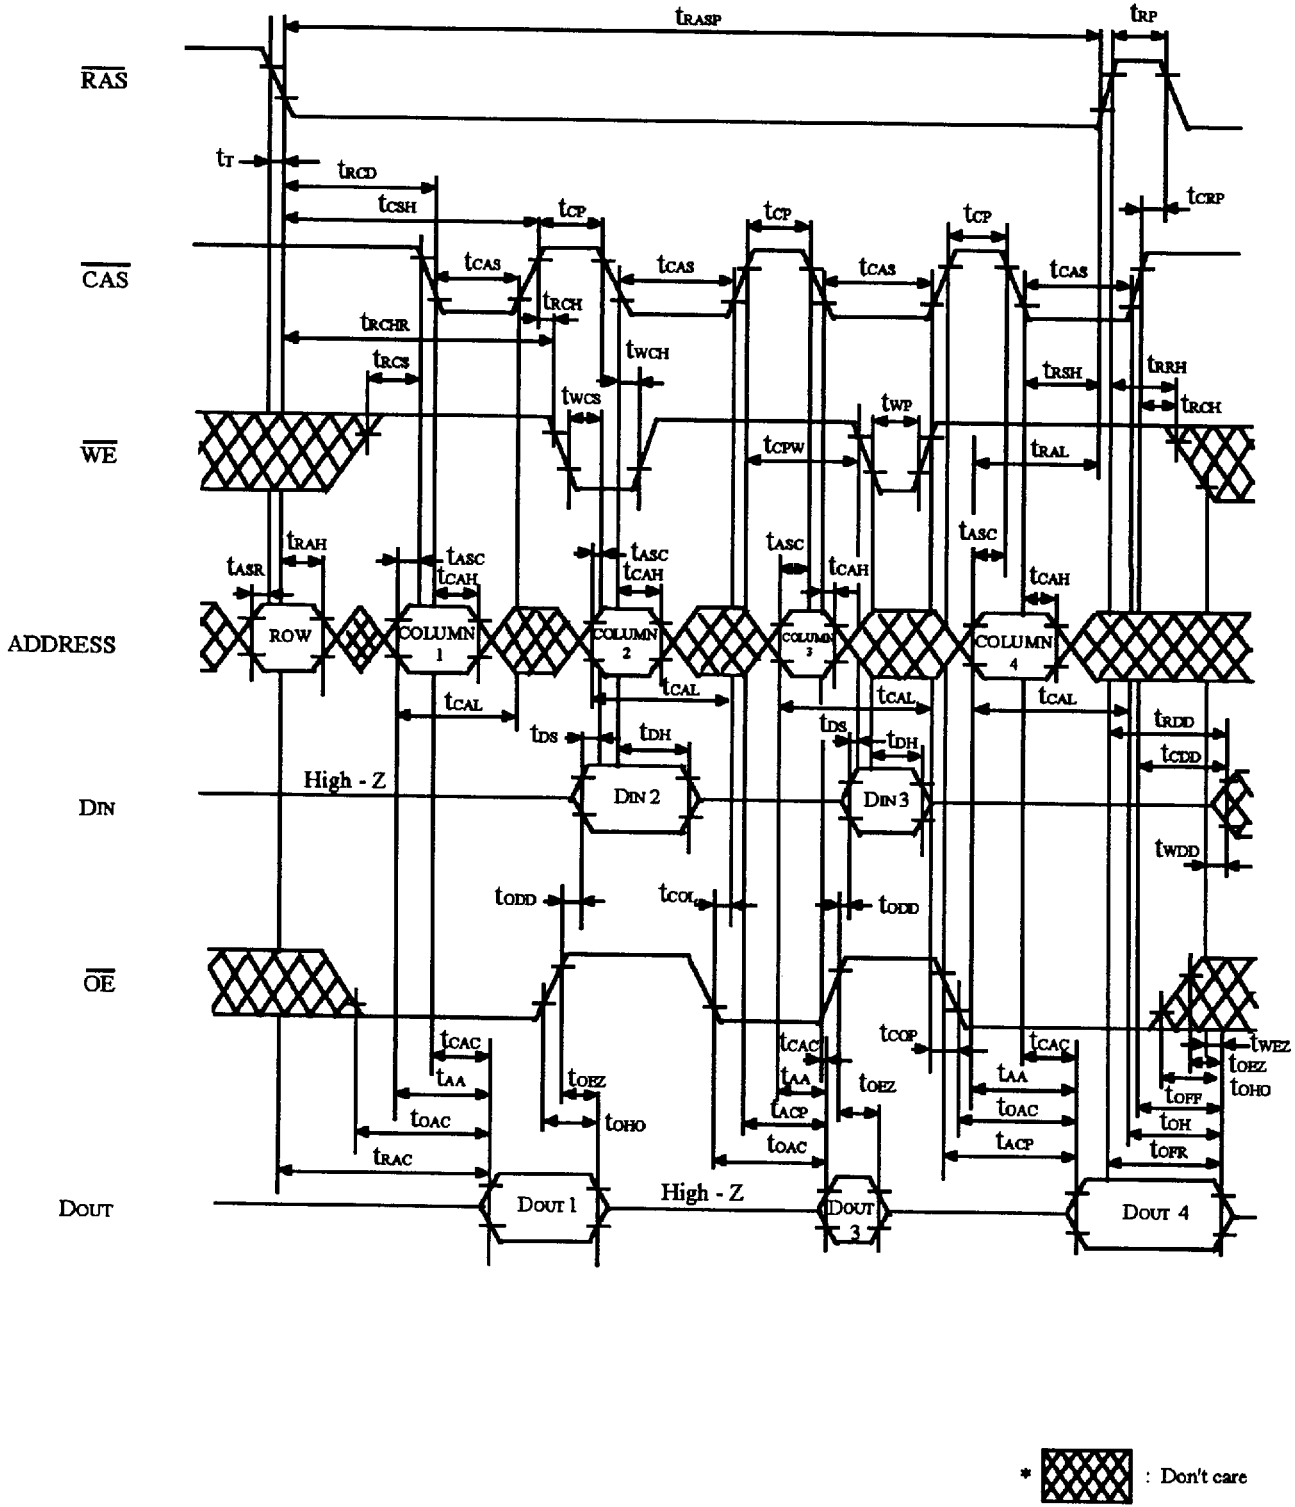 tRASP tRP
RAS
tT tRCD
tCSH tCP tCP tCP tCRP
CAS tCAS tCAS tCAS tCAS
tRCHR tRCH
tRCS tWCH tRSH tRRH
tWCS tWP tRCH
WE tCPW tRAL
tASR tRAH tASC tCAH tASC tCAH tASC tCAH tASC tCAH
ADDRESS ROW COLUMN 1 COLUMN 2 COLUMN 3 COLUMN 4
tCAL tCAL tCAL tCAL
tDS tDH tDS tDH tRDD
tCDD
High - Z
DIN DIN 2 DIN 3
tWDD
tODD tCOL tODD
OE
tCAC tCAC tCOP tCAC tWEZ
tAA tOEZ tAA tOEZ tAA tOEZ
tOAC tOHO tACP tOAC tOFF tOHO
tRAC tOAC tACP tOH
tOFR
High - Z
DOUT DOUT 1 DOUT 3 DOUT 4
* : Don't care